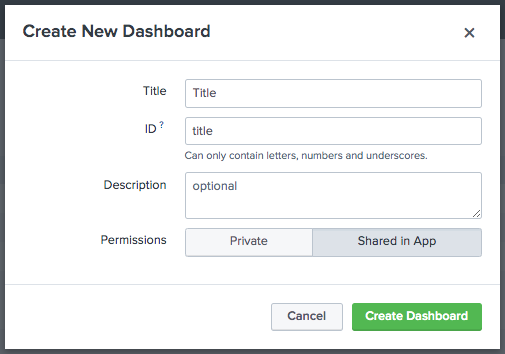 Create New Dashboard ×
Title Title
ID ? title
Can only contain letters, numbers and underscores.
Description optional
Permissions Private Shared in App
Cancel Create Dashboard